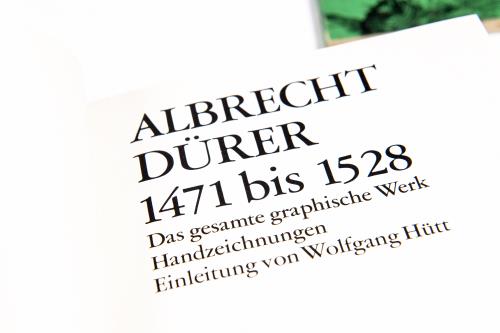 ALBRECHT
DÜRER
1471 bis 1528
Das gesamte graphische Werk
Handzeichnungen
Einleitung von Wolfgang Hütt